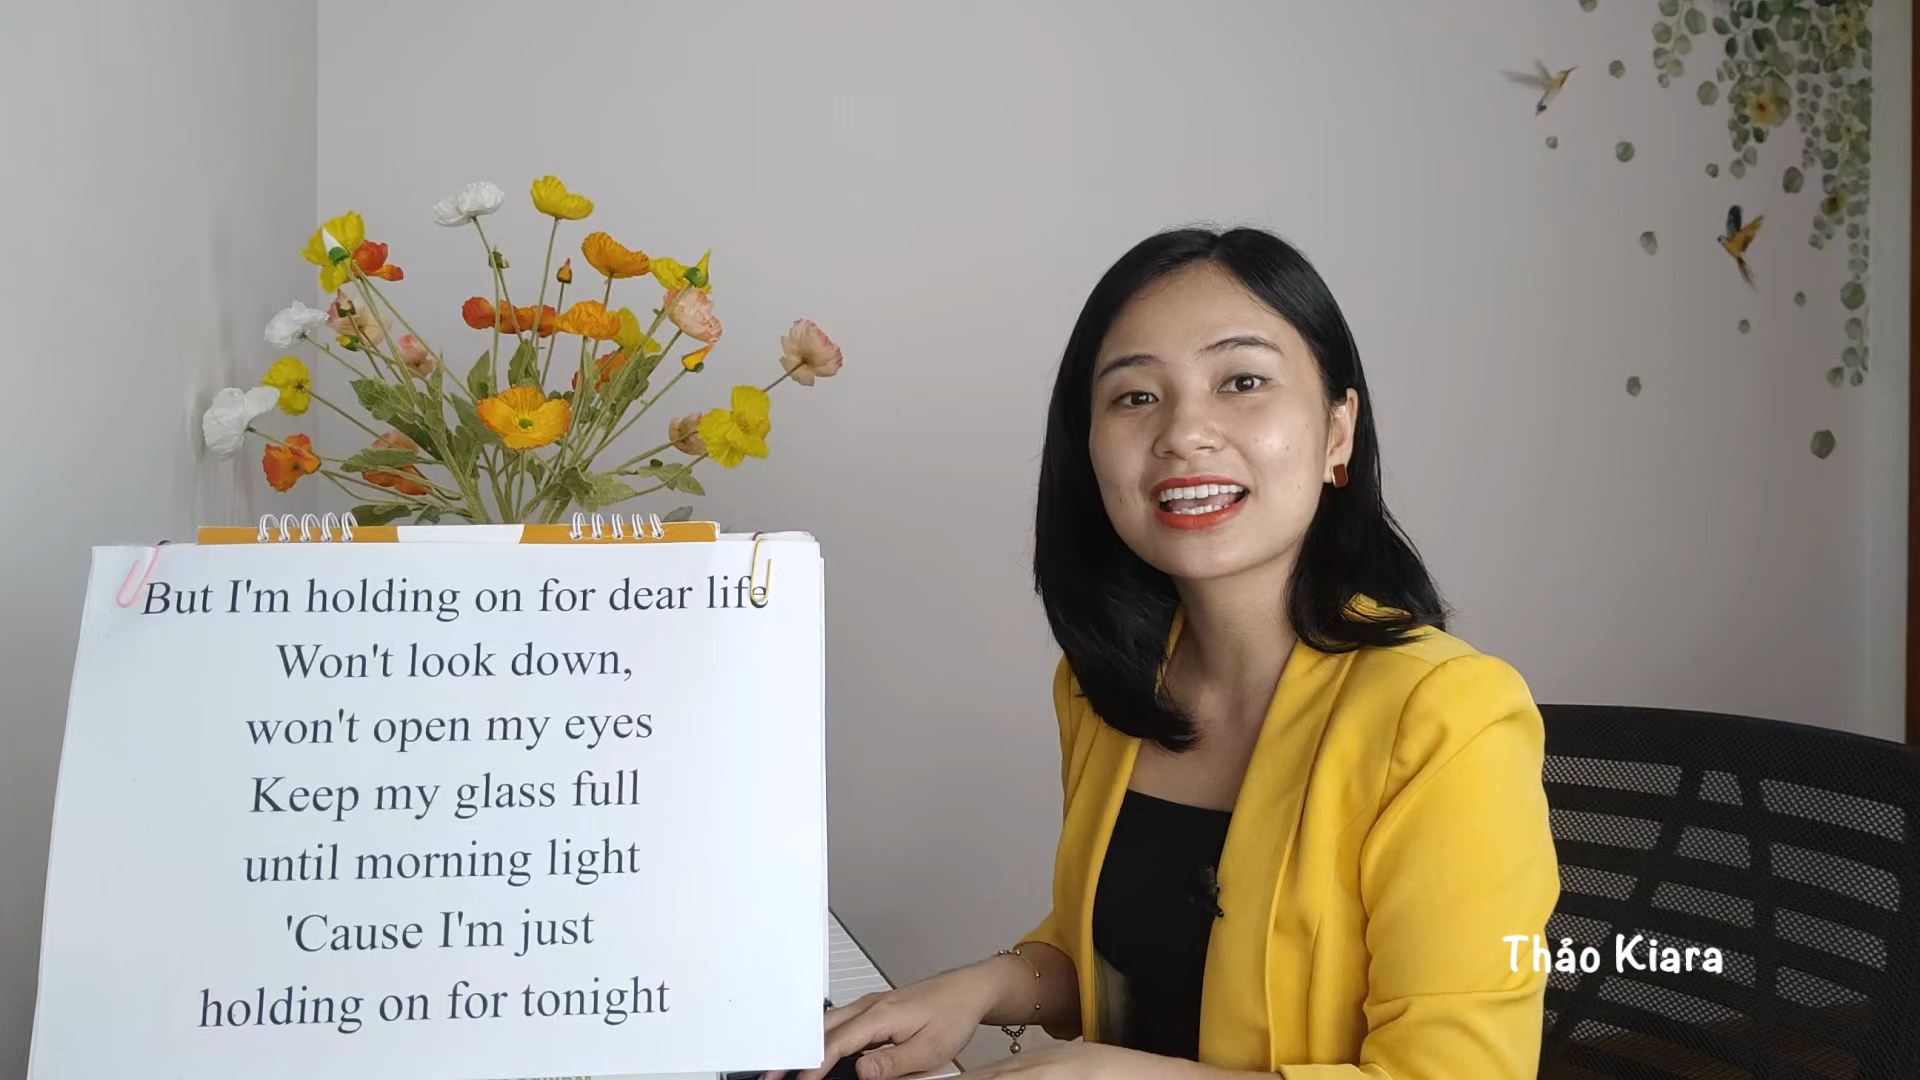 But I'm holding on for dear life
Won't look down,
won't open my eyes
Keep my glass full
until morning light
'Cause I'm just
holding on for tonight
Thảo Kiara